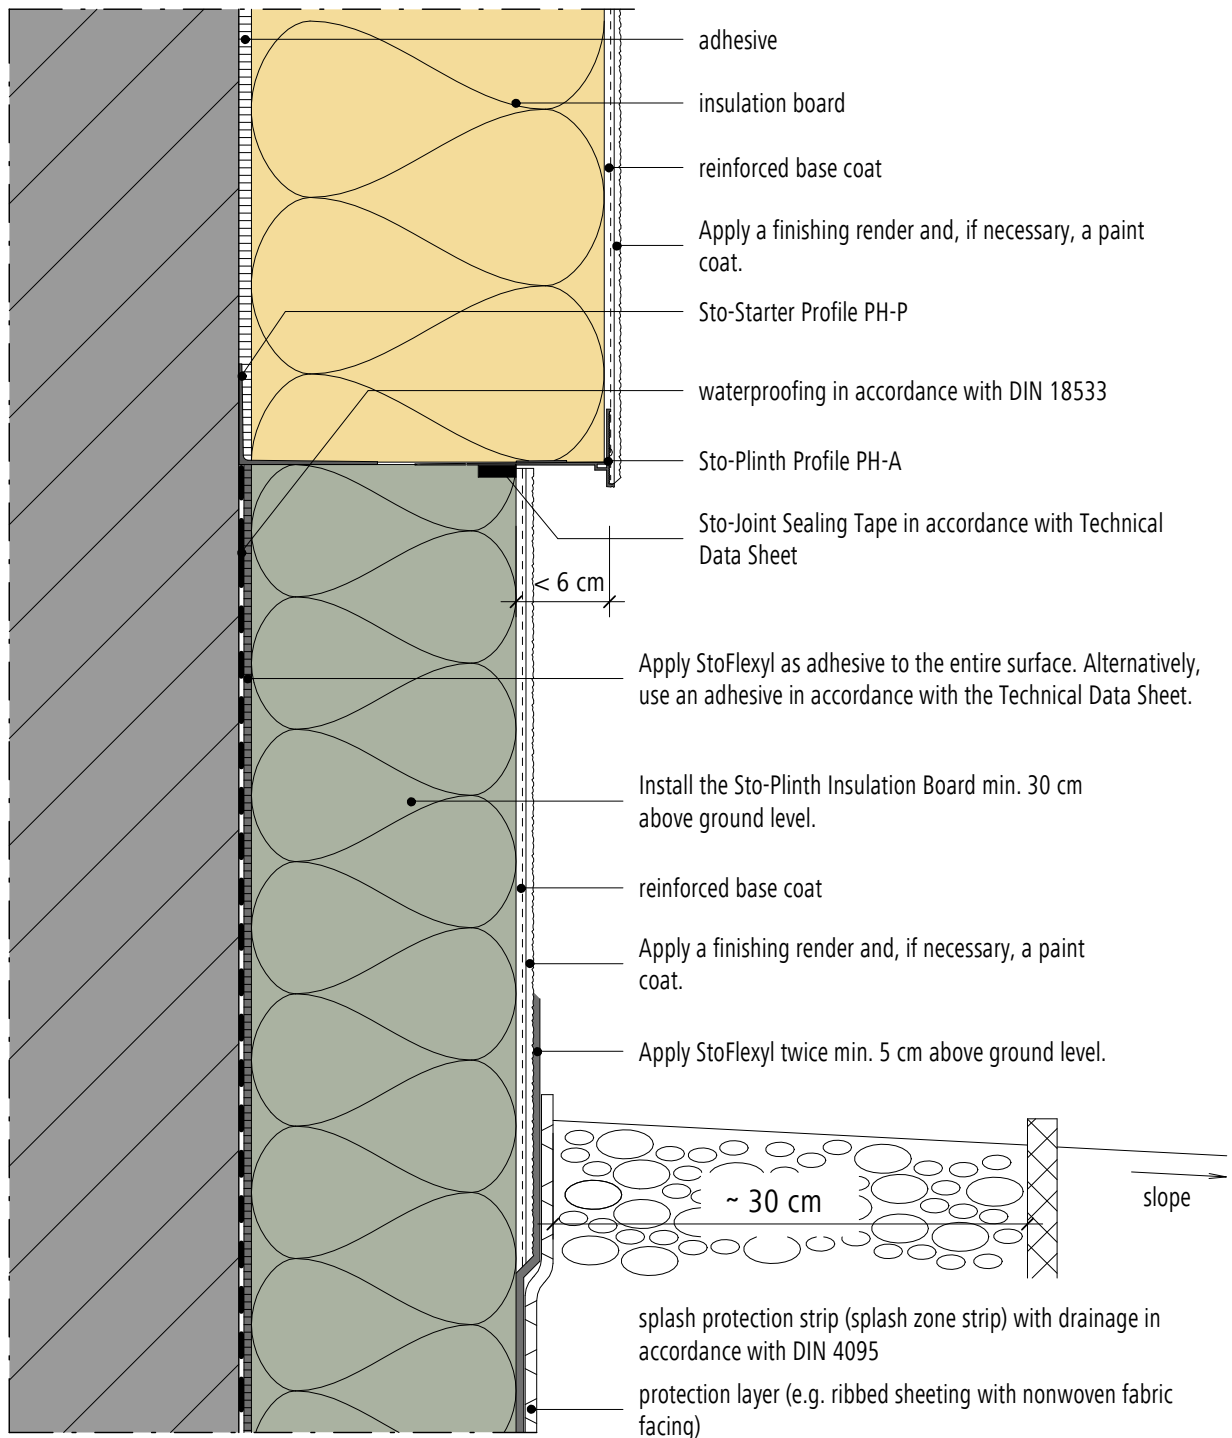 adhesive
insulation board
reinforced base coat
Apply a finishing render and, if necessary, a paint
coat.
Sto-Starter Profile PH-P
waterproofing in accordance with DIN 18533
Sto-Plinth Profile PH-A
Sto-Joint Sealing Tape in accordance with Technical
Data Sheet
< 6 cm
Apply StoFlexyl as adhesive to the entire surface. Alternatively,
use an adhesive in accordance with the Technical Data Sheet.
Install the Sto-Plinth Insulation Board min. 30 cm
above ground level.
reinforced base coat
Apply a finishing render and, if necessary, a paint
coat.
Apply StoFlexyl twice min. 5 cm above ground level.
~ 30 cm
slope
splash protection strip (splash zone strip) with drainage in
accordance with DIN 4095
protection layer (e.g. ribbed sheeting with nonwoven fabric
facing)